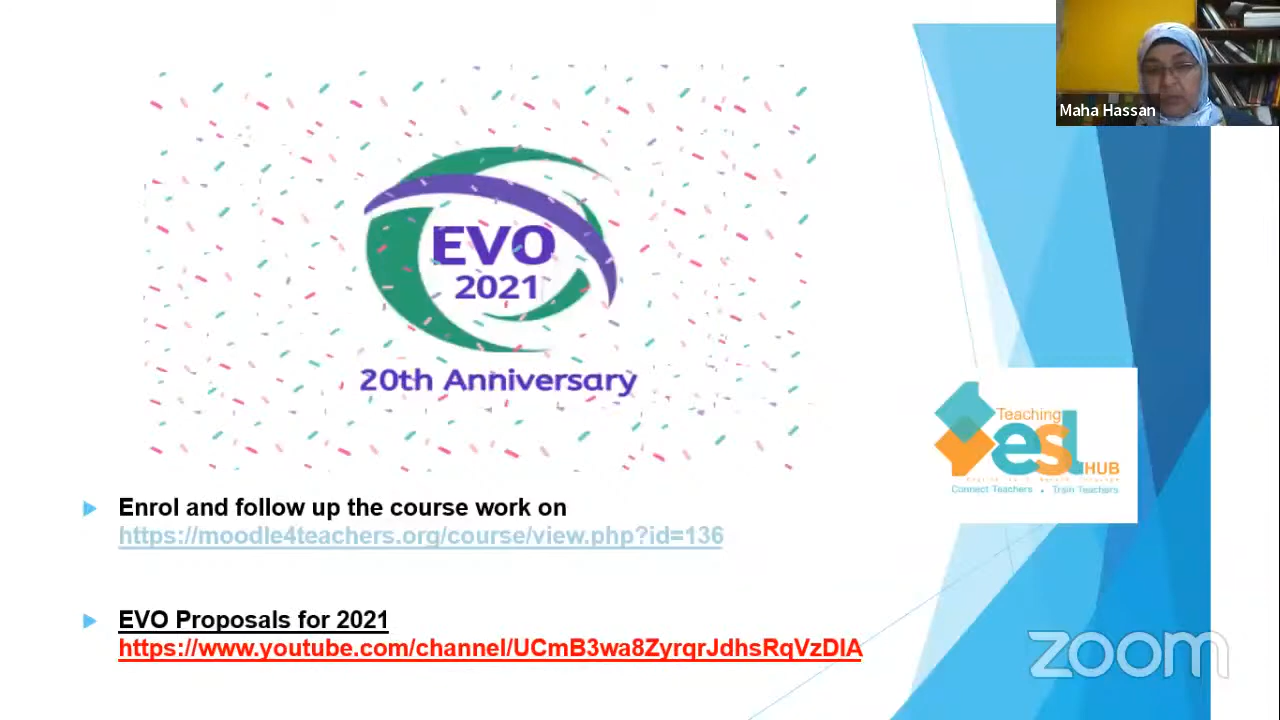 Maha Hassan
EVO
2021
20th Anniversary
Teaching
esl
HUB
Connect Teachers . Train Teachers
Enrol and follow up the course work on
https://moodle4teachers.org/course/view.php?id=136
EVO Proposals for 2021
https://www.youtube.com/channel/UCmB3wa8ZyrqrJdhsRqVzDIA
zoom